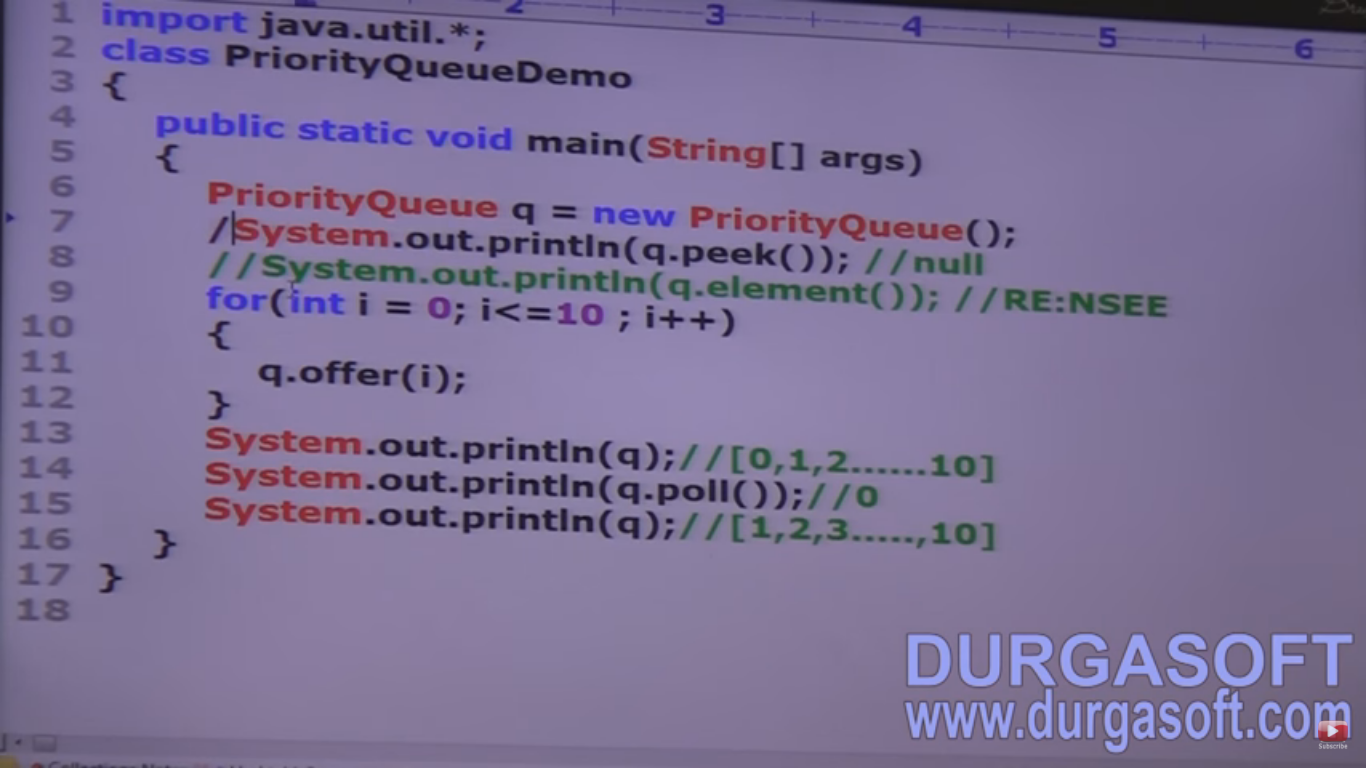 2 3 4 5 6
1 import java.util.*;
2 class PriorityQueueDemo
3 {
4 public static void main(String[] args)
5 {
6 PriorityQueue q = new PriorityQueue();
7 /System.out.println(q.peek()); //null
8 //System.out.println(q.element()); //RE:NSEE
9 for(int i = 0; i<=10 ; i++)
10 {
11 q.offer(i);
12 }
13 System.out.println(q);//[0,1,2......10]
14 System.out.println(q.poll());//0
15 System.out.println(q);//[1,2,3.....,10]
16 }
17 }
18
DURGASOFT
www.durgasoft.com
Subscribe